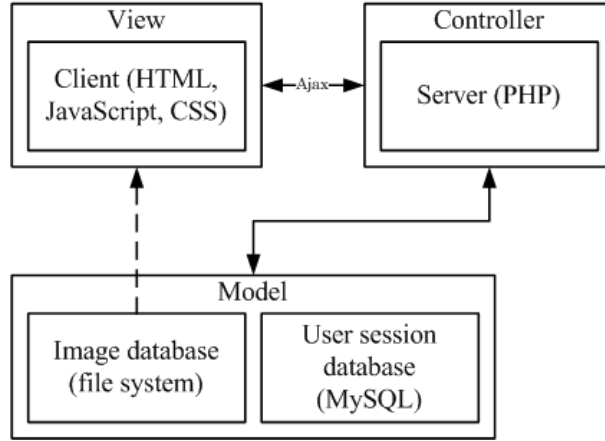 View
Client (HTML,
JavaScript, CSS)
Ajax
Controller
Server (PHP)
Model
Image database
(file system)
User session
database
(MySQL)